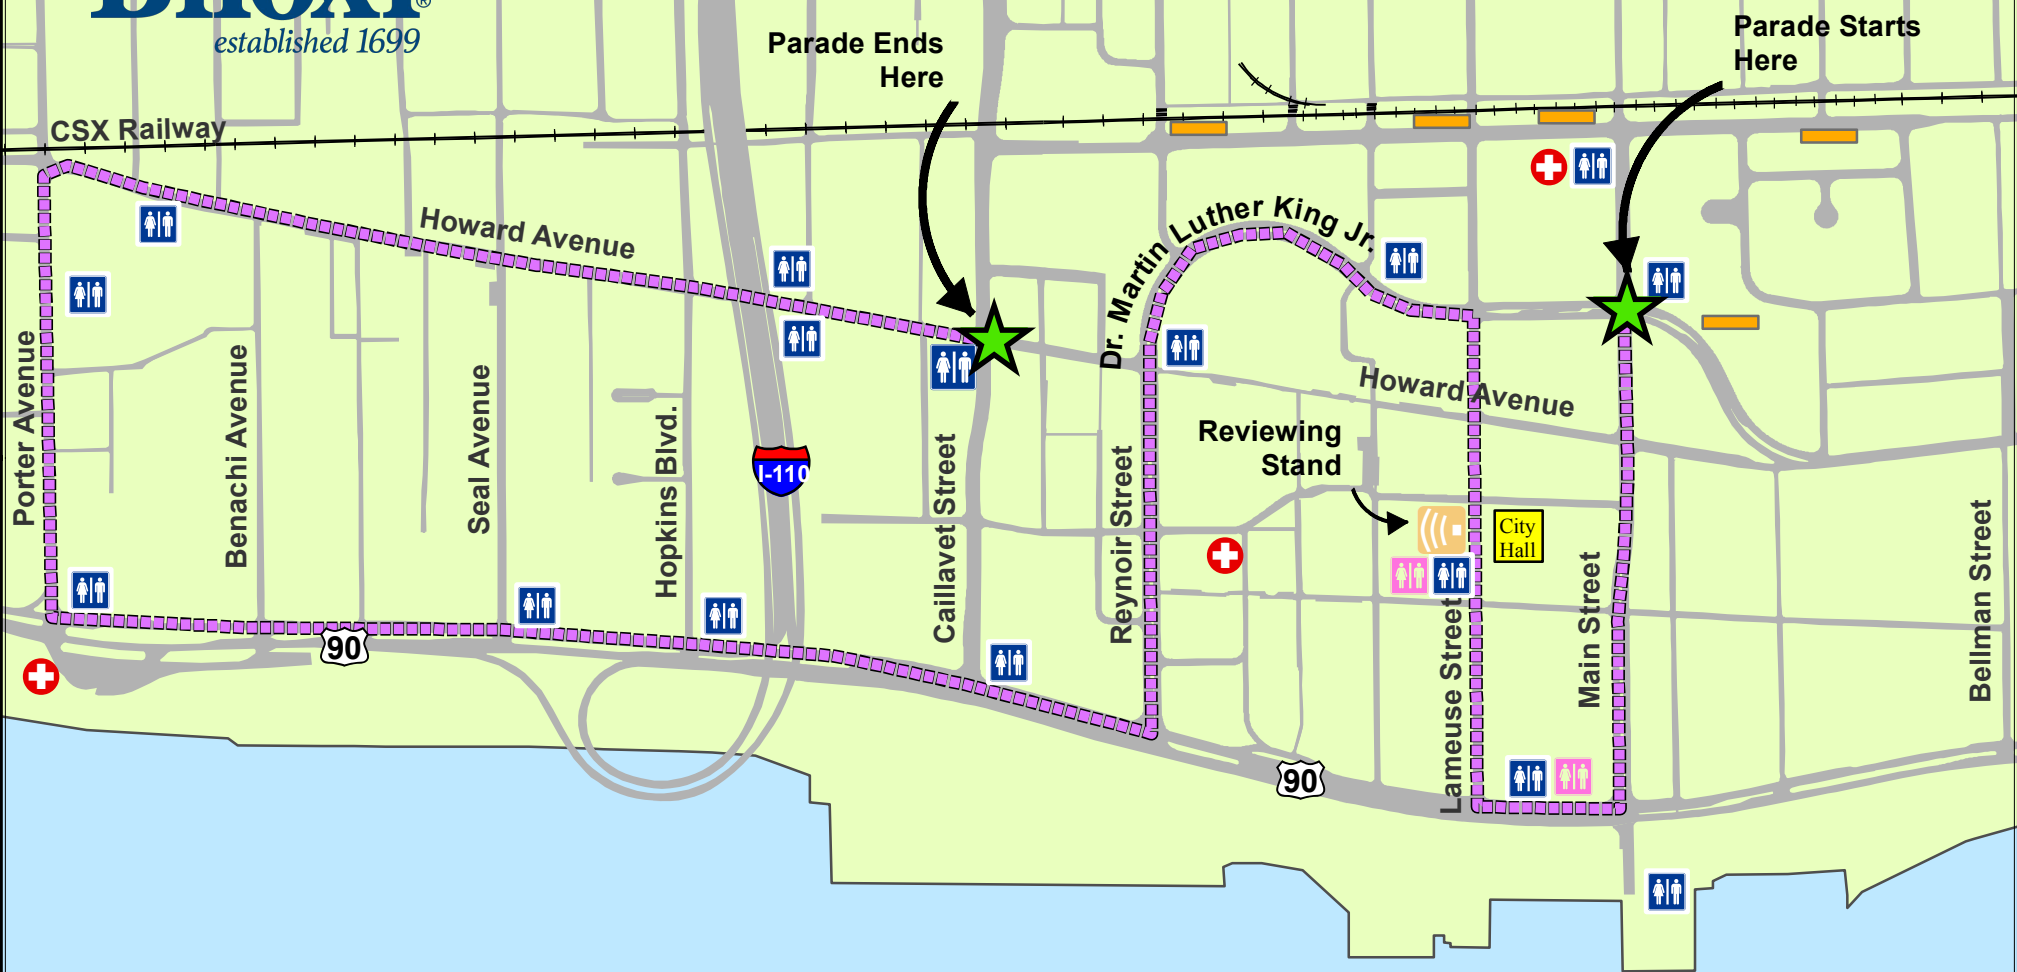 Biloxi®
established 1699
Parade Ends
Here
Parade Starts
Here
CSX Railway
Howard Avenue
Dr. Martin Luther King Jr.
Howard Avenue
Reviewing
Stand
I-110
City
Hall
Porter Avenue
Benachi Avenue
Seal Avenue
Hopkins Blvd.
Caillavet Street
Reynoir Street
Lameuse Street
Main Street
Bellman Street
90
90